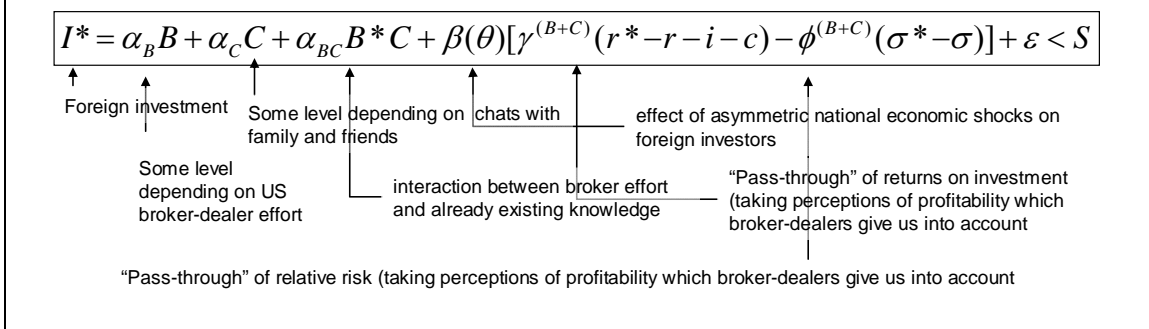 I* = α_B B + α_C C + α_BC B * C + β(θ)[γ^(B+C) (r* − r − i − c) − φ^(B+C) (σ* − σ)] + ε < S
Foreign investment
Some level depending on chats with
family and friends
effect of asymmetric national economic shocks on
foreign investors
Some level
depending on US
broker-dealer effort
interaction between broker effort
and already existing knowledge
“Pass-through” of returns on investment
(taking perceptions of profitability which
broker-dealers give us into account
“Pass-through” of relative risk (taking perceptions of profitability which broker-dealers give us into account